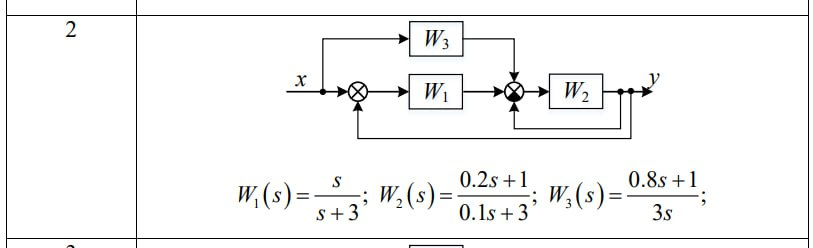 2
W₃
x
W₁
W₂
y
W₁(s)=s/(s+3); W₂(s)=(0.2s+1)/(0.1s+3); W₃(s)=(0.8s+1)/(3s);